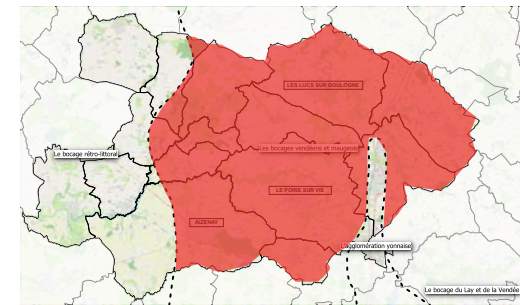 LES LUCS SUR BOULOGNE
Les bocages vendéens et maugeois
Le bocage rétro-littoral
LE POIRE SUR VIE
AIZENAY
L'agglomération yonnaise
Le bocage du Lay et de la Vendée